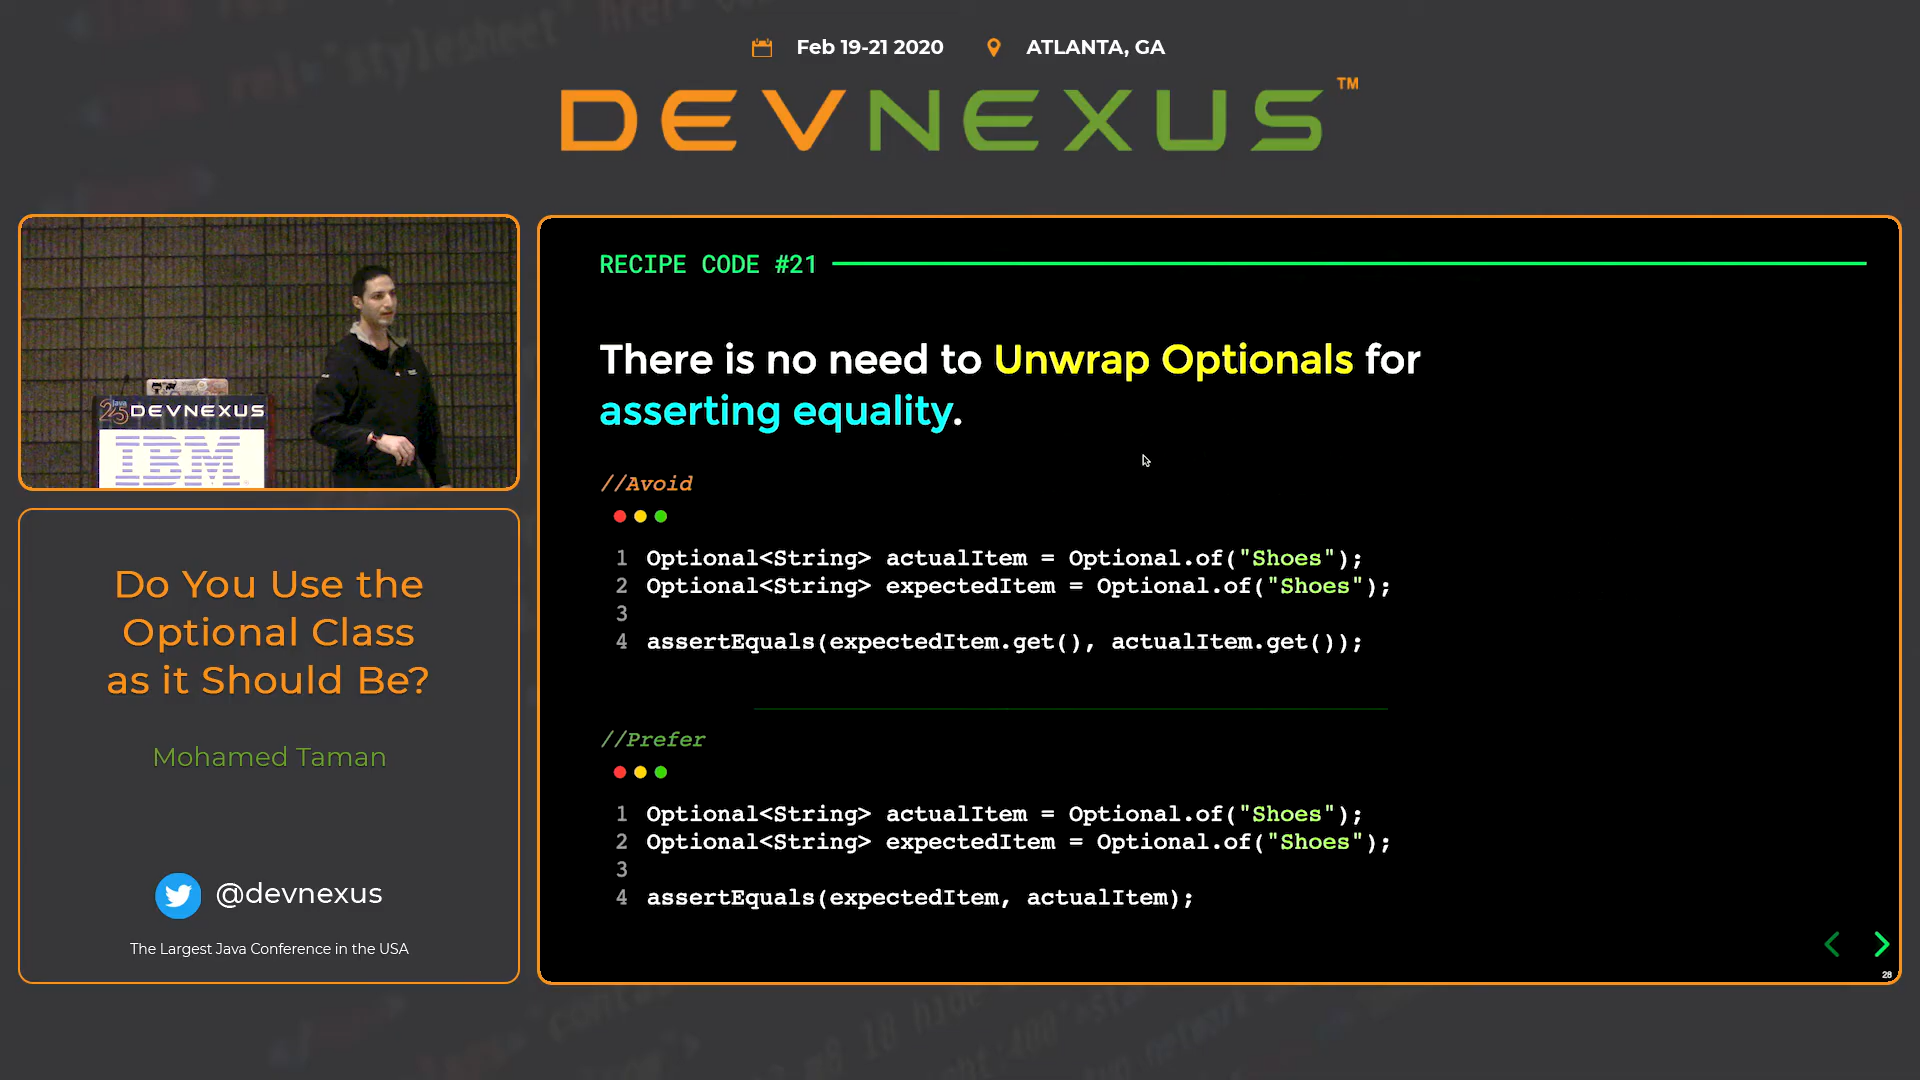 Feb 19-21 2020
ATLANTA, GA
DEVNEXUS™
25 Java DEVNEXUS
IBM
Do You Use the
Optional Class
as it Should Be?
Mohamed Taman
@devnexus
The Largest Java Conference in the USA
RECIPE CODE #21
There is no need to Unwrap Optionals for
asserting equality.
//Avoid
1 Optional<String> actualItem = Optional.of("Shoes");
2 Optional<String> expectedItem = Optional.of("Shoes");
3
4 assertEquals(expectedItem.get(), actualItem.get());
//Prefer
1 Optional<String> actualItem = Optional.of("Shoes");
2 Optional<String> expectedItem = Optional.of("Shoes");
3
4 assertEquals(expectedItem, actualItem);
28